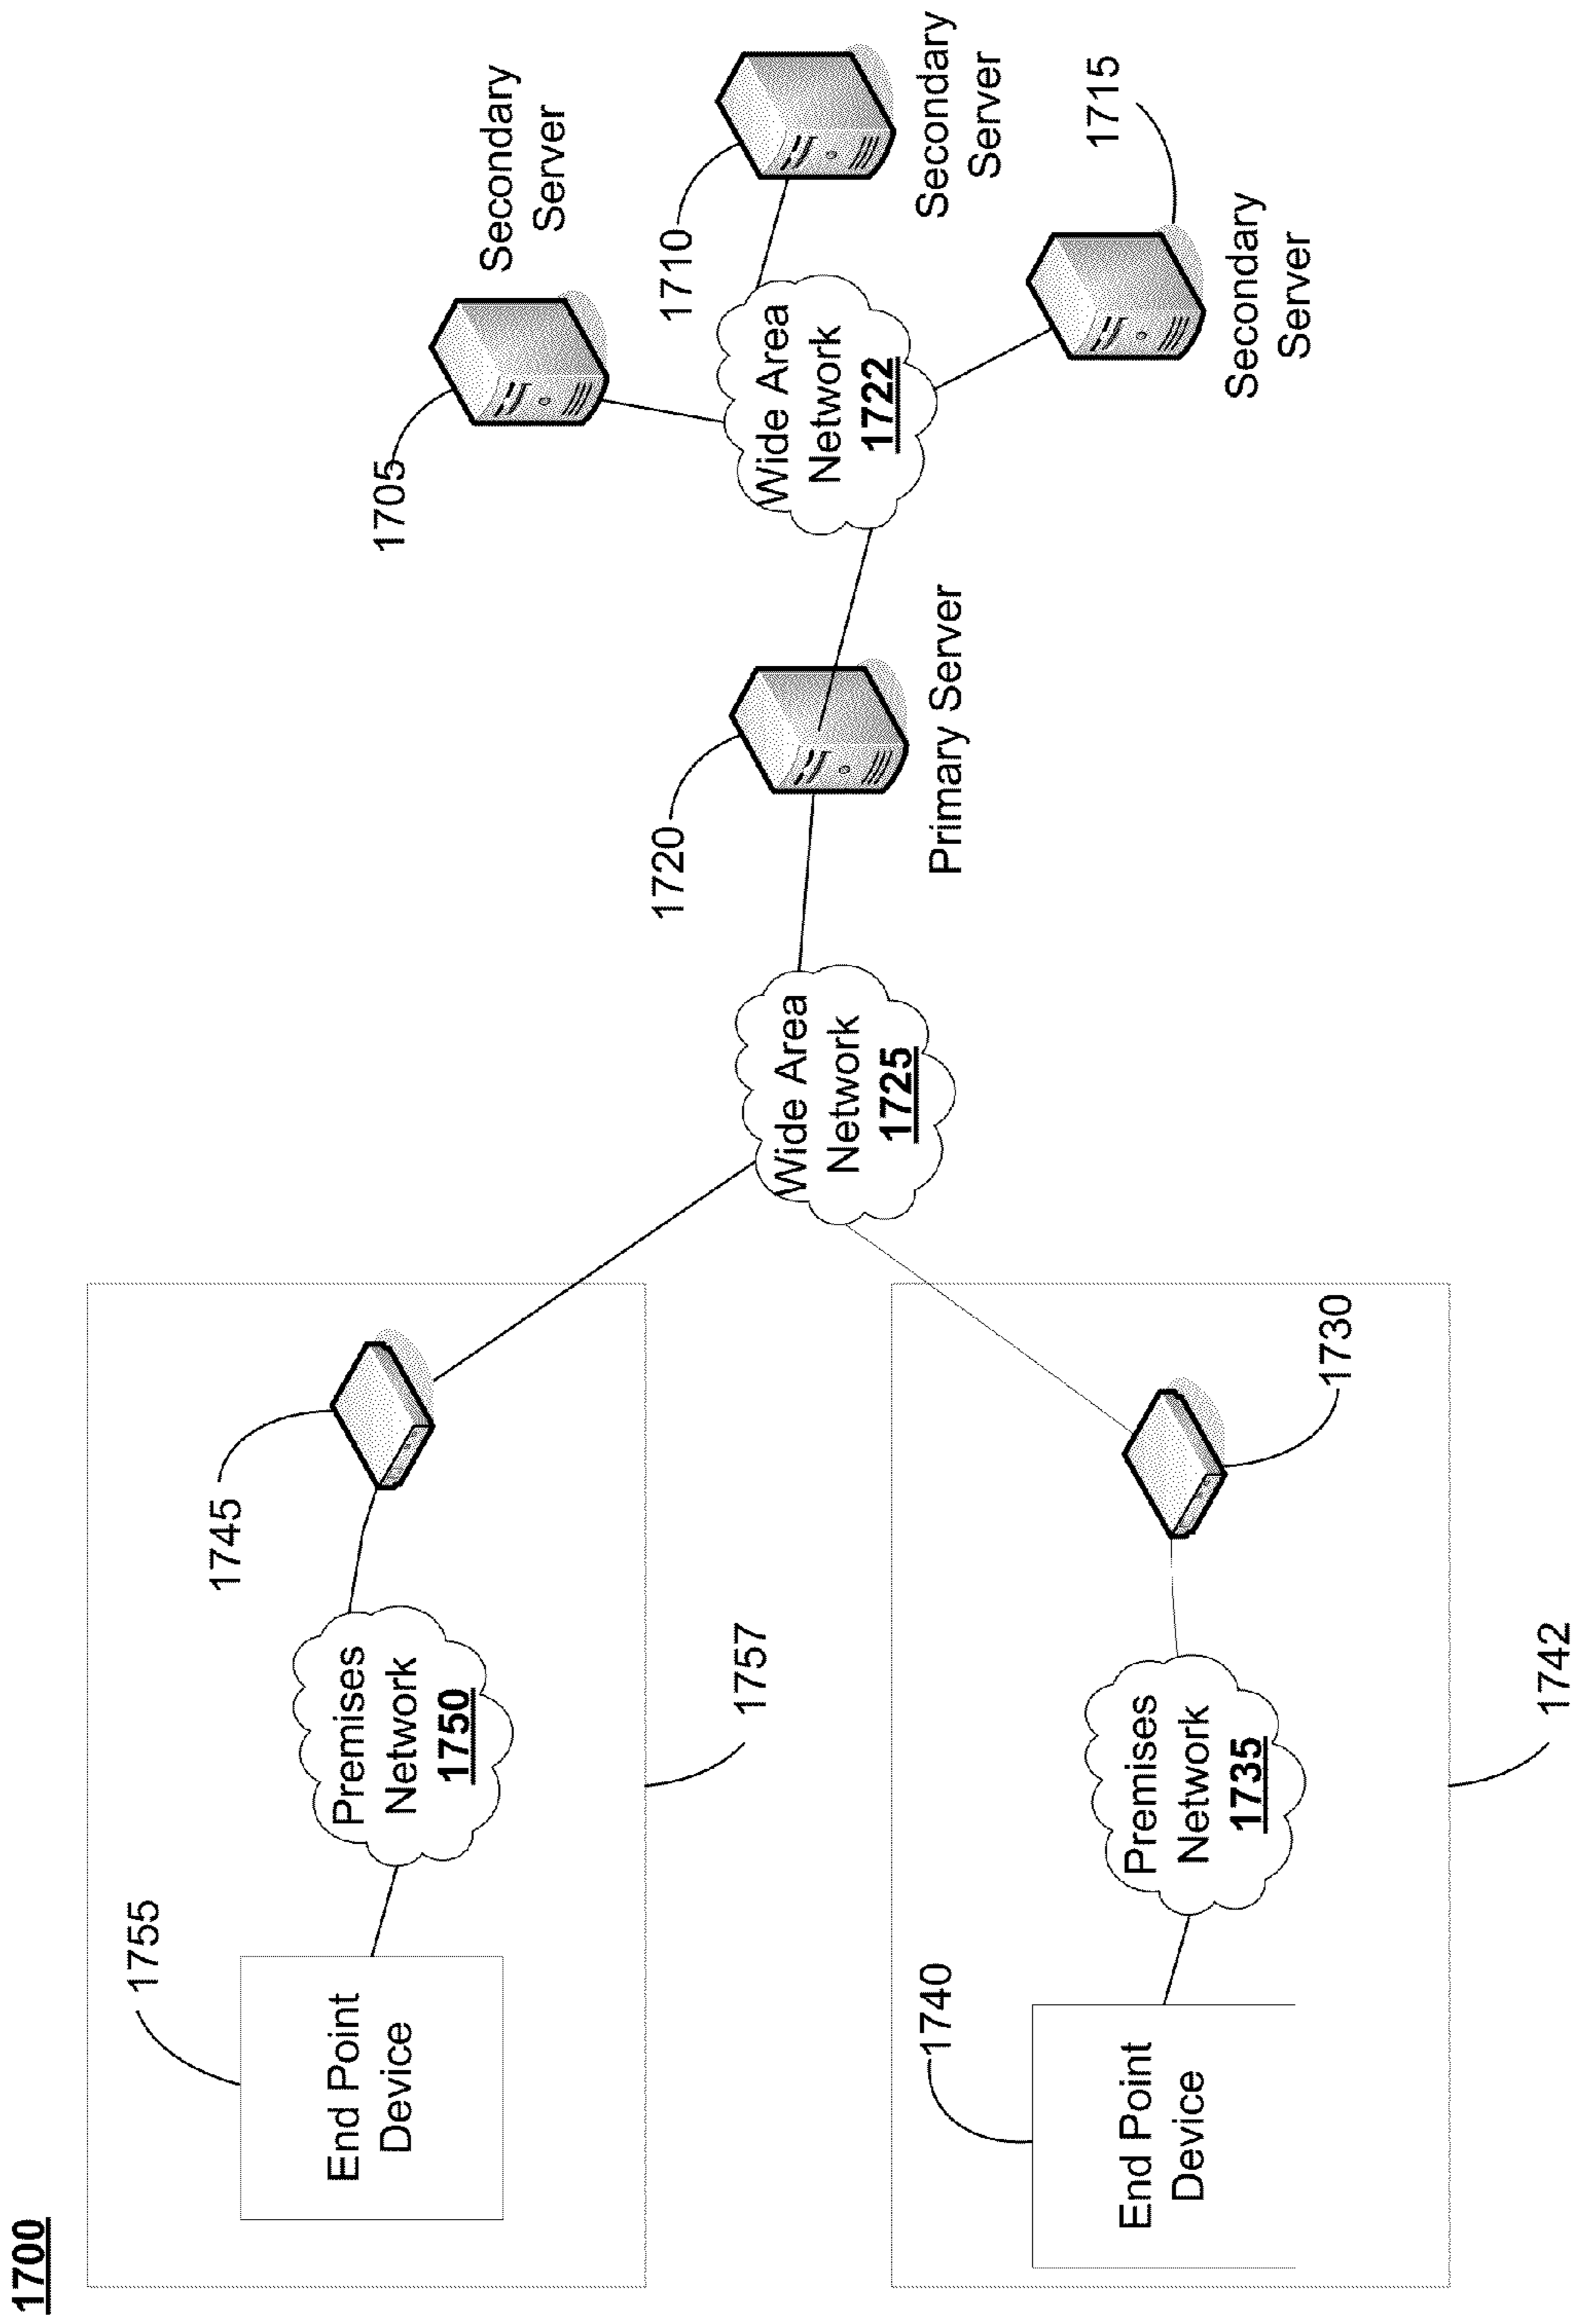 1700
1755
End Point
Device
Premises
Network
1750
1745
1757
1740
End Point
Device
Premises
Network
1735
1730
1742
Wide Area
Network
1725
1720
Primary Server
Wide Area
Network
1722
1705
Secondary
Server
1710
Secondary
Server
1715
Secondary
Server